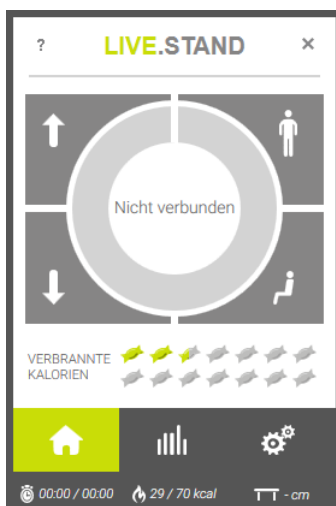 ?
LIVE.STAND
×
Nicht verbunden
VERBRANNTE
KALORIEN
00:00 / 00:00
29 / 70 kcal
- cm